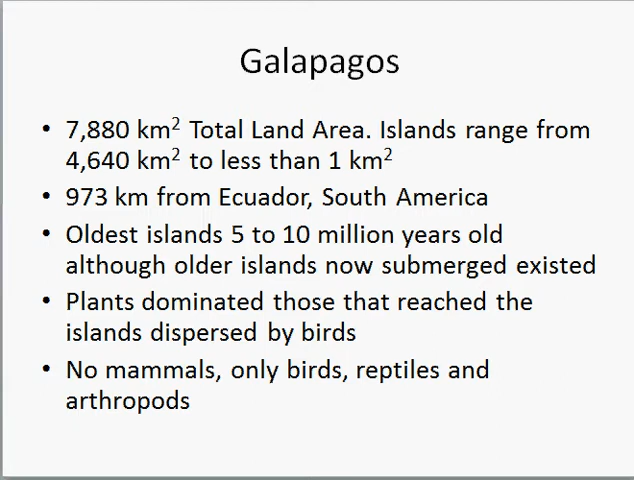 Galapagos
• 7,880 km² Total Land Area. Islands range from
4,640 km² to less than 1 km²
• 973 km from Ecuador, South America
• Oldest islands 5 to 10 million years old
although older islands now submerged existed
• Plants dominated those that reached the
islands dispersed by birds
• No mammals, only birds, reptiles and
arthropods